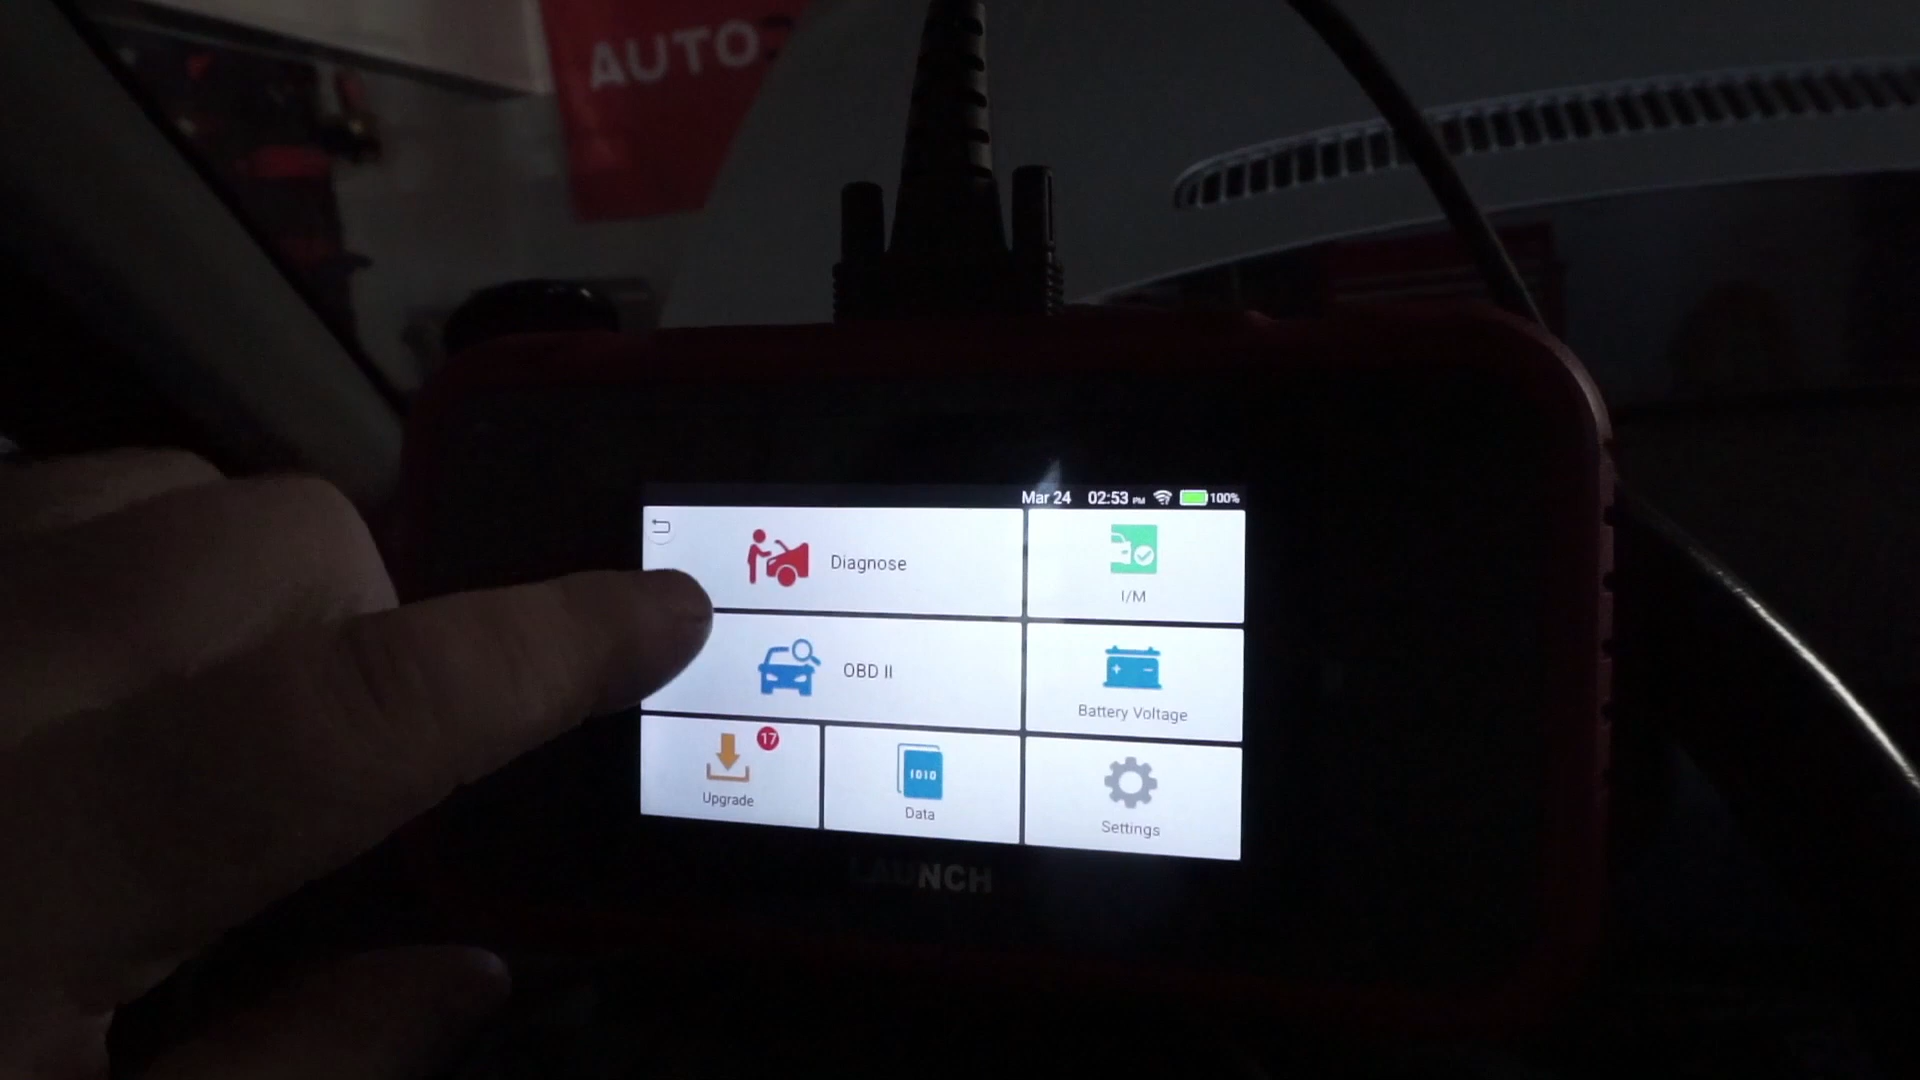 AUTO
Mar 24 02:53 PM 100%
Diagnose
I/M
OBD II
Battery Voltage
17
Upgrade
1010
Data
Settings
LAUNCH